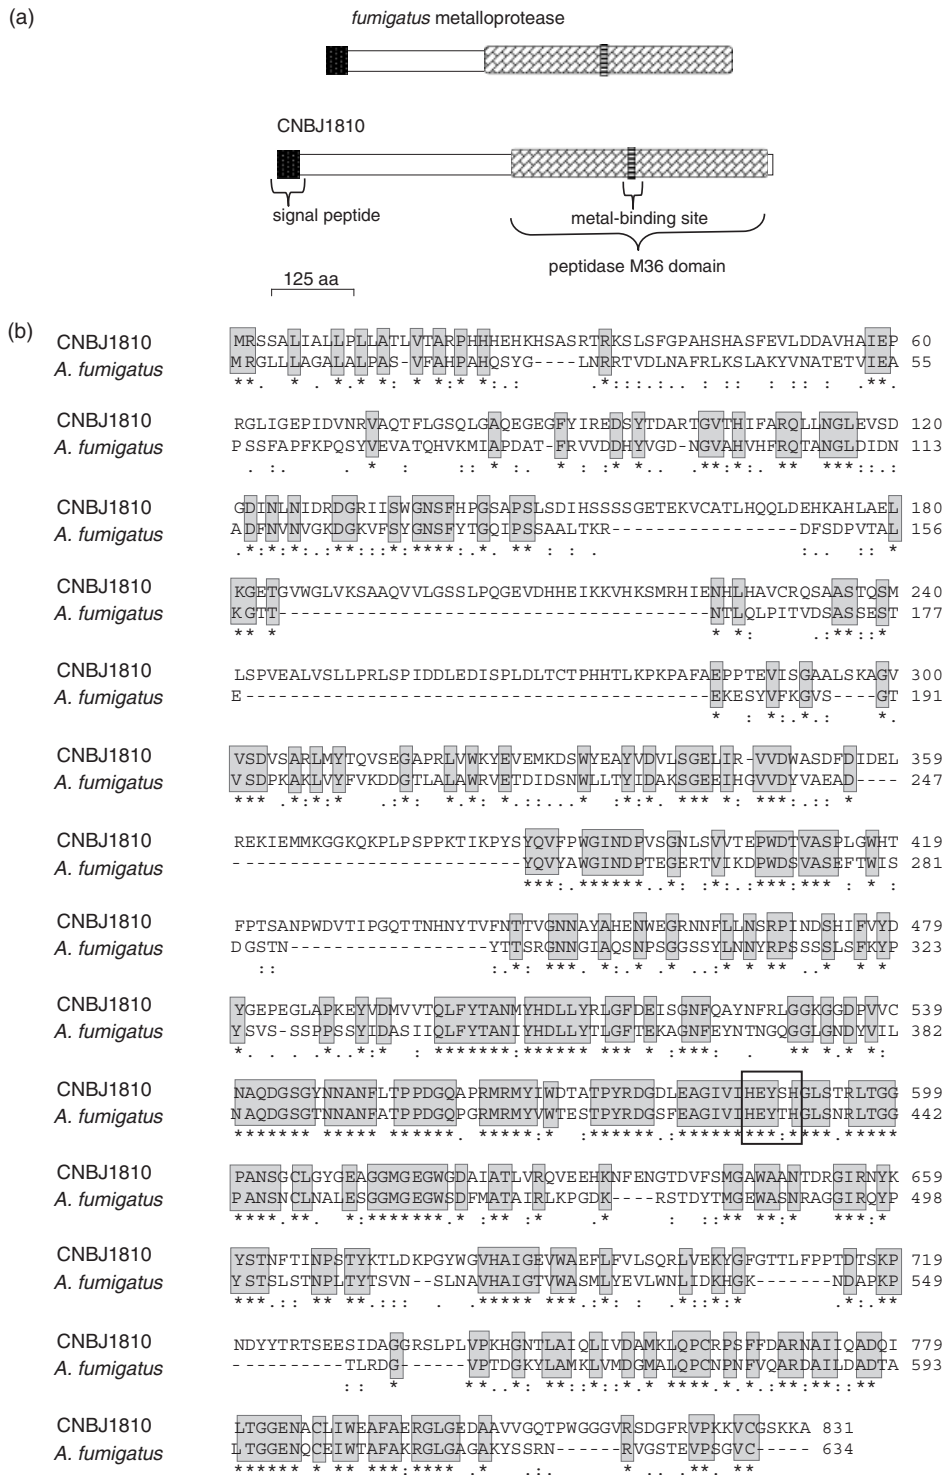 (a)
fumigatus metalloprotease
CNBJ1810
signal peptide
metal-binding site
peptidase M36 domain
125 aa
(b)
CNBJ1810 MRSSALIALLPLLATLVTARPHHHEHKHSASRTRKSLSFGPAHSHASFEVLDDAVHAIEP 60
A. fumigatus MRGLLLAGALALPAS-VFAHPAHQSYG----LNRRTVDLNAFRLKSLAKYVNATETVIEA 55
**. * *.* *: * * * * :.: .*::::. : :: : : . **.
CNBJ1810 RGLIGEPIDVNRVAQTFLGSQLGAQEGEGFYIREDSYTDARTGVTHIFARQLLNGLEVSD 120
A. fumigatus PSSFAPFKPQSYVEVATQHVKMIAPDAT-FRVVDDHYVGD-NGVAHVHFRQTANGLDIDN 113
. :. . * : :: * :. * : :* *. .**:*:. ** ***::.:
CNBJ1810 GDINLNIDRDGRIISWGNSFHPGSAPSLSDIHSSSSGETEKVCATLHQQLDEHKAHLAEL 180
A. fumigatus ADFNVNVGKDGKVFSYGNSFYTGQIPSSAALTKR-----------------DFSDPVTAL 156
.*:*:*:.:**:::*:****:.*. ** : : . :.. :: *
CNBJ1810 KGETGVWGLVKSAAQVVLGSSLPQGEVDHHEIKKVHKSMRHIENHLHAVCRQSAASTQSM 240
A. fumigatus KGTT---------------------------------------NTLQLPITVDSASSEST 177
** * * *: .:**::*
CNBJ1810 LSPVEALVSLLPRLSPIDDLEDISPLDLTCTPHHTLKPKPAFAEPPTEVISGAALSKAGV 300
A. fumigatus E------------------------------------------EKESYVFKGVS---GT 191
* : *:.*.: *.
CNBJ1810 VSDVSARLMYTQVSEGAPRLVWKYEVEMKDSWYEAYVDVLSGELIR-VVDWASDFDIDEL 359
A. fumigatus VSDPKAKLVYFVKDDGTLALAWRVETDIDSNWLLTYIDAKSGEEIHGVVDYVAEAD---- 247
*** .*:*:* .:*: *.*: *.::...* :*:*. *** *: ***:.:: *
CNBJ1810 REKIEMMKGGKQKPLPSPPKTIKPYSYQVFPWGINDPVSGNLSVVTEPWDTVASPLGWHT 419
A. fumigatus --------------------------YQVYAWGINDPTEGERTVIKDPWDSVASEFTWIS 281
***:.******..*: :*:.:***:*** : * :
CNBJ1810 FPTSANPWDVTIPGQTTNHNYTVFNTTVGNNAYAHENWEGRNNFLLNSRPINDSHIFVYD 479
A. fumigatus DGSTN------------------YTTSRGNNGIAQSNPSGGSSYLNNYRPSSSSLSFKYP 323
:: :.*: ***. *:.* .* ..:* * ** ..* * *
CNBJ1810 YGEPEGLAPKEYVDMVVTQLFYTANMYHDLLYRLGFDEISGNFQAYNFRLGGKGGDPVVC 539
A. fumigatus YSVS-SSPPSSYIDASIIQLFYTANIYHDLLYTLGFTEKAGNFEYNTNGQGGLGNDYVIL 382
*. . . *..*:* : *******:****** *** * :***: . ** *.* *:
CNBJ1810 NAQDGSGYNNANFLTPPDGQAPRMRMYIWDTATPYRDGDLEAGIVIHEYSHGLSTRLTGG 599
A. fumigatus NAQDGSGTNNANFATPPDGQPGRMRMYVWTESTPYRDGSFEAGIVIHEYTHGLSNRLTGG 442
******* ***** ******. *****:* :******.:*********:****.*****
CNBJ1810 PANSGCLGYGEAGGMGEGWGDAIATLVRQVEEHKNFENGTDVFSMGAWAANTDRGIRNYK 659
A. fumigatus PANSNCLNALESGGMGEGWSDFMATAIRLKPGDK----RSTDYTMGEWASNRAGGIRQYP 498
****.**. *:*******.* :** :* .* : ::** **:* ***:*
CNBJ1810 YSTNFTINPSTYKTLDKPGYWGVHAIGEVWAEFLFVLSQRLVEKYGFGTTLFPPTDTSKP 719
A. fumigatus YSTSLSTNPLTYTSVN--SLNAVHAIGTVWASMLYEVLWNLIDKHGK-------NDAPKP 549
***.:: ** **.::: . .***** ***.:*: : .*::*:* .*:.**
CNBJ1810 NDYYTRTSEESIDAGGRSLPLVPKHGNTLAIQLIVDAMKLQPCRPSFFDARNAIIQADQI 779
A. fumigatus ----------TLRDG------VPTDGKYLAMKLVMDGMALQPCNPNFVQARDAILDADTA 593
:: * **..*: **::*::*.* ****.*.*.:**:**::**
CNBJ1810 LTGGENACLIWEAFAERGLGEDAAVVGQTPWGGGVRSDGFRVPKKVCGSKKA 831
A. fumigatus LTGGENQCEIWTAFAKRGLGAGAKYSSRN------RVGSTEVPSGVC----- 634
****** * ** ***:**** .* .:. * .. .**. **